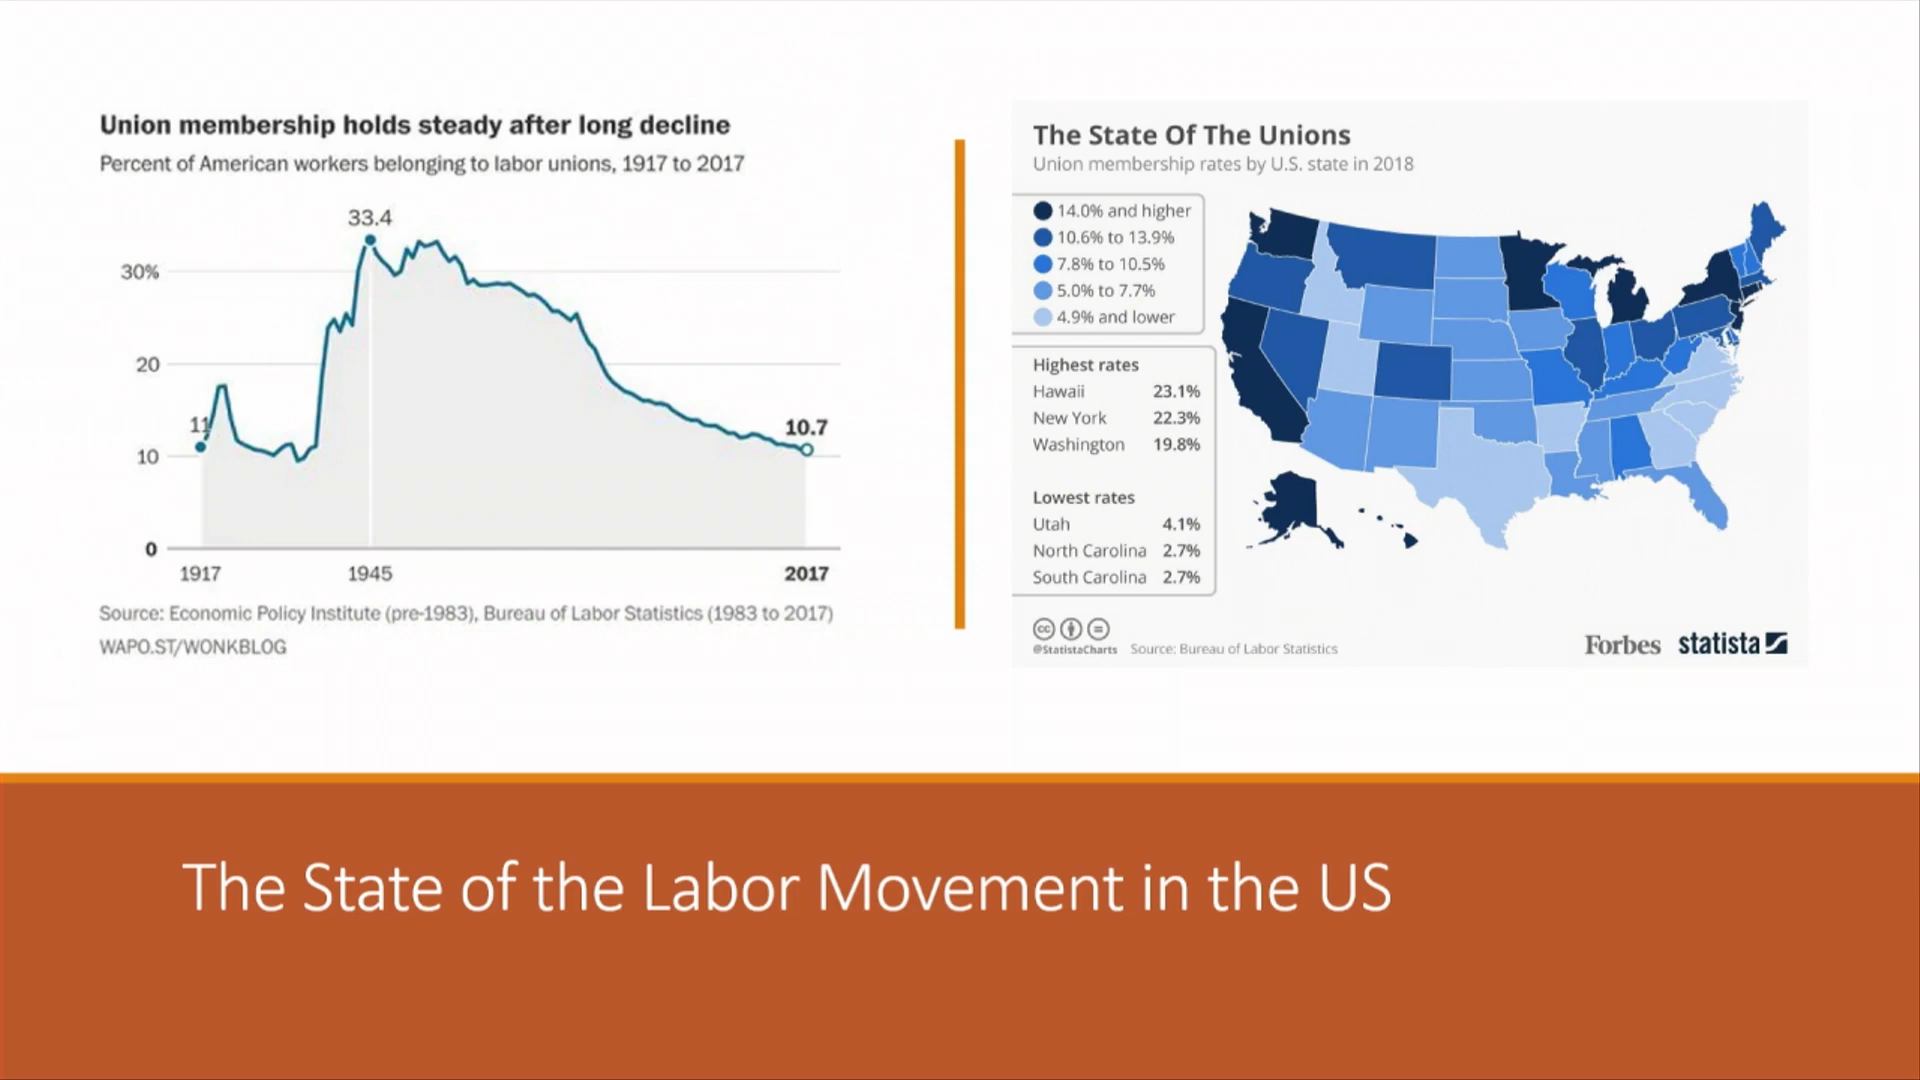 Union membership holds steady after long decline
Percent of American workers belonging to labor unions, 1917 to 2017
33.4
30%
20
11
10.7
10
0
1917
1945
2017
Source: Economic Policy Institute (pre-1983), Bureau of Labor Statistics (1983 to 2017)
WAPO.ST/WONKBLOG
The State Of The Unions
Union membership rates by U.S. state in 2018
14.0% and higher
10.6% to 13.9%
7.8% to 10.5%
5.0% to 7.7%
4.9% and lower
Highest rates
Hawaii 23.1%
New York 22.3%
Washington 19.8%
Lowest rates
Utah 4.1%
North Carolina 2.7%
South Carolina 2.7%
cc
@StatistaCharts Source: Bureau of Labor Statistics
Forbes statista
The State of the Labor Movement in the US